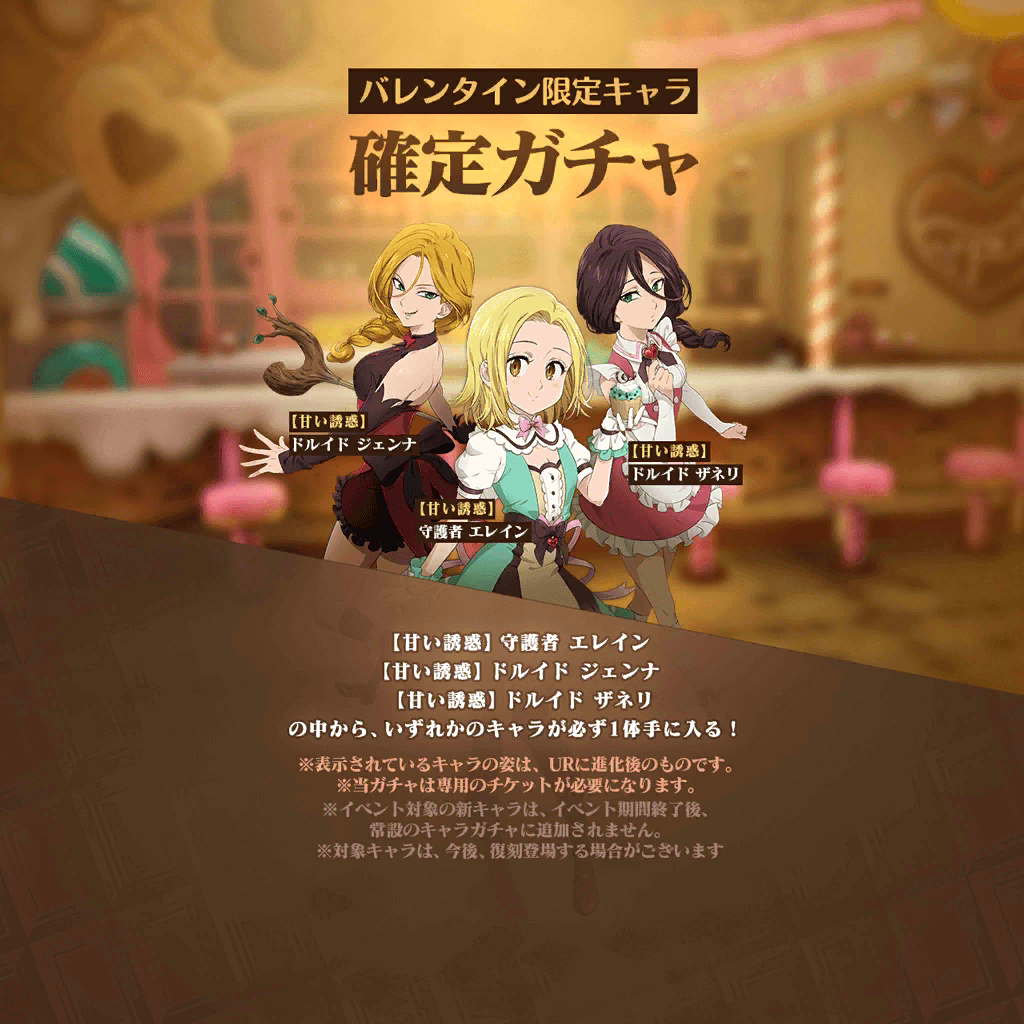 バレンタイン限定キャラ
確定ガチャ
【甘い誘惑】
ドルイド ジェンナ
【甘い誘惑】
ドルイド ザネリ
【甘い誘惑】
守護者 エレイン
【甘い誘惑】守護者 エレイン
【甘い誘惑】ドルイド ジェンナ
【甘い誘惑】ドルイド ザネリ
の中から、いずれかのキャラが必ず1体手に入る！
※表示されているキャラの姿は、URに進化後のものです。
※当ガチャは専用のチケットが必要になります。
※イベント対象の新キャラは、イベント期間終了後、
常設のキャラガチャに追加されません。
※対象キャラは、今後、復刻登場する場合がございます